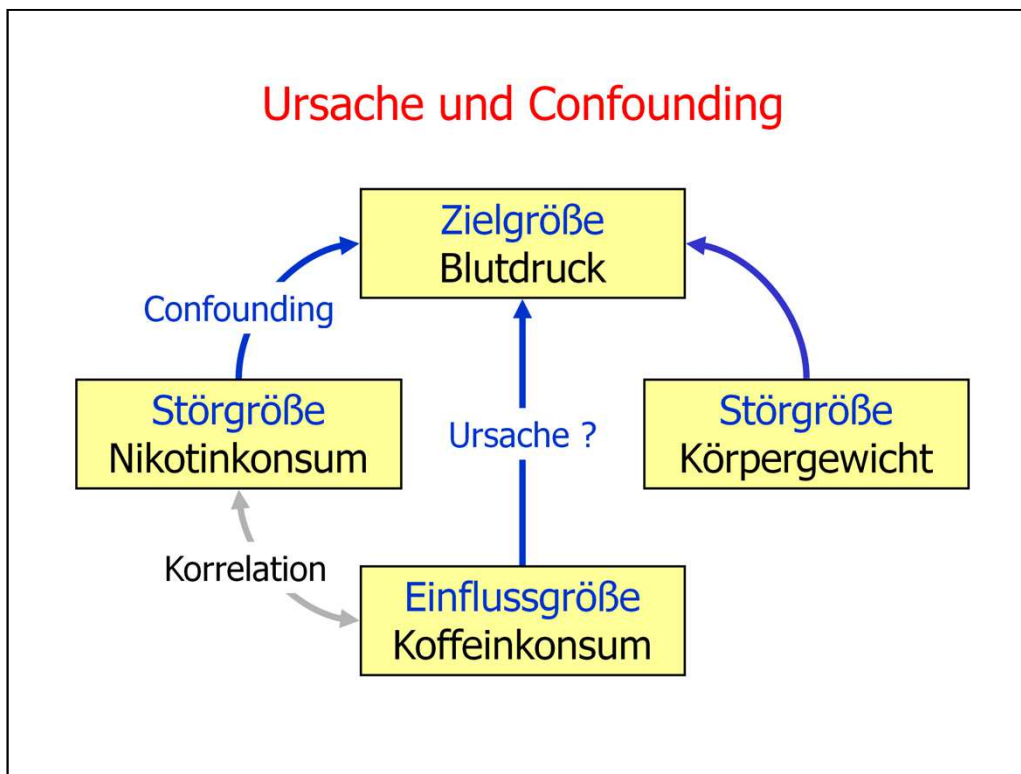 Ursache und Confounding
Zielgröße
Blutdruck
Confounding
Störgröße
Nikotinkonsum
Ursache ?
Störgröße
Körpergewicht
Korrelation
Einflussgröße
Koffeinkonsum